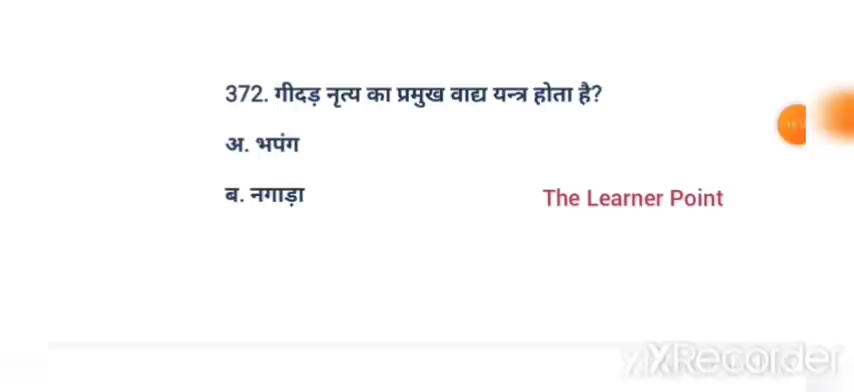 372. गीदड़ नृत्य का प्रमुख वाद्य यन्त्र होता है?
अ. भपंग
ब. नगाड़ा
The Learner Point
XRecorder